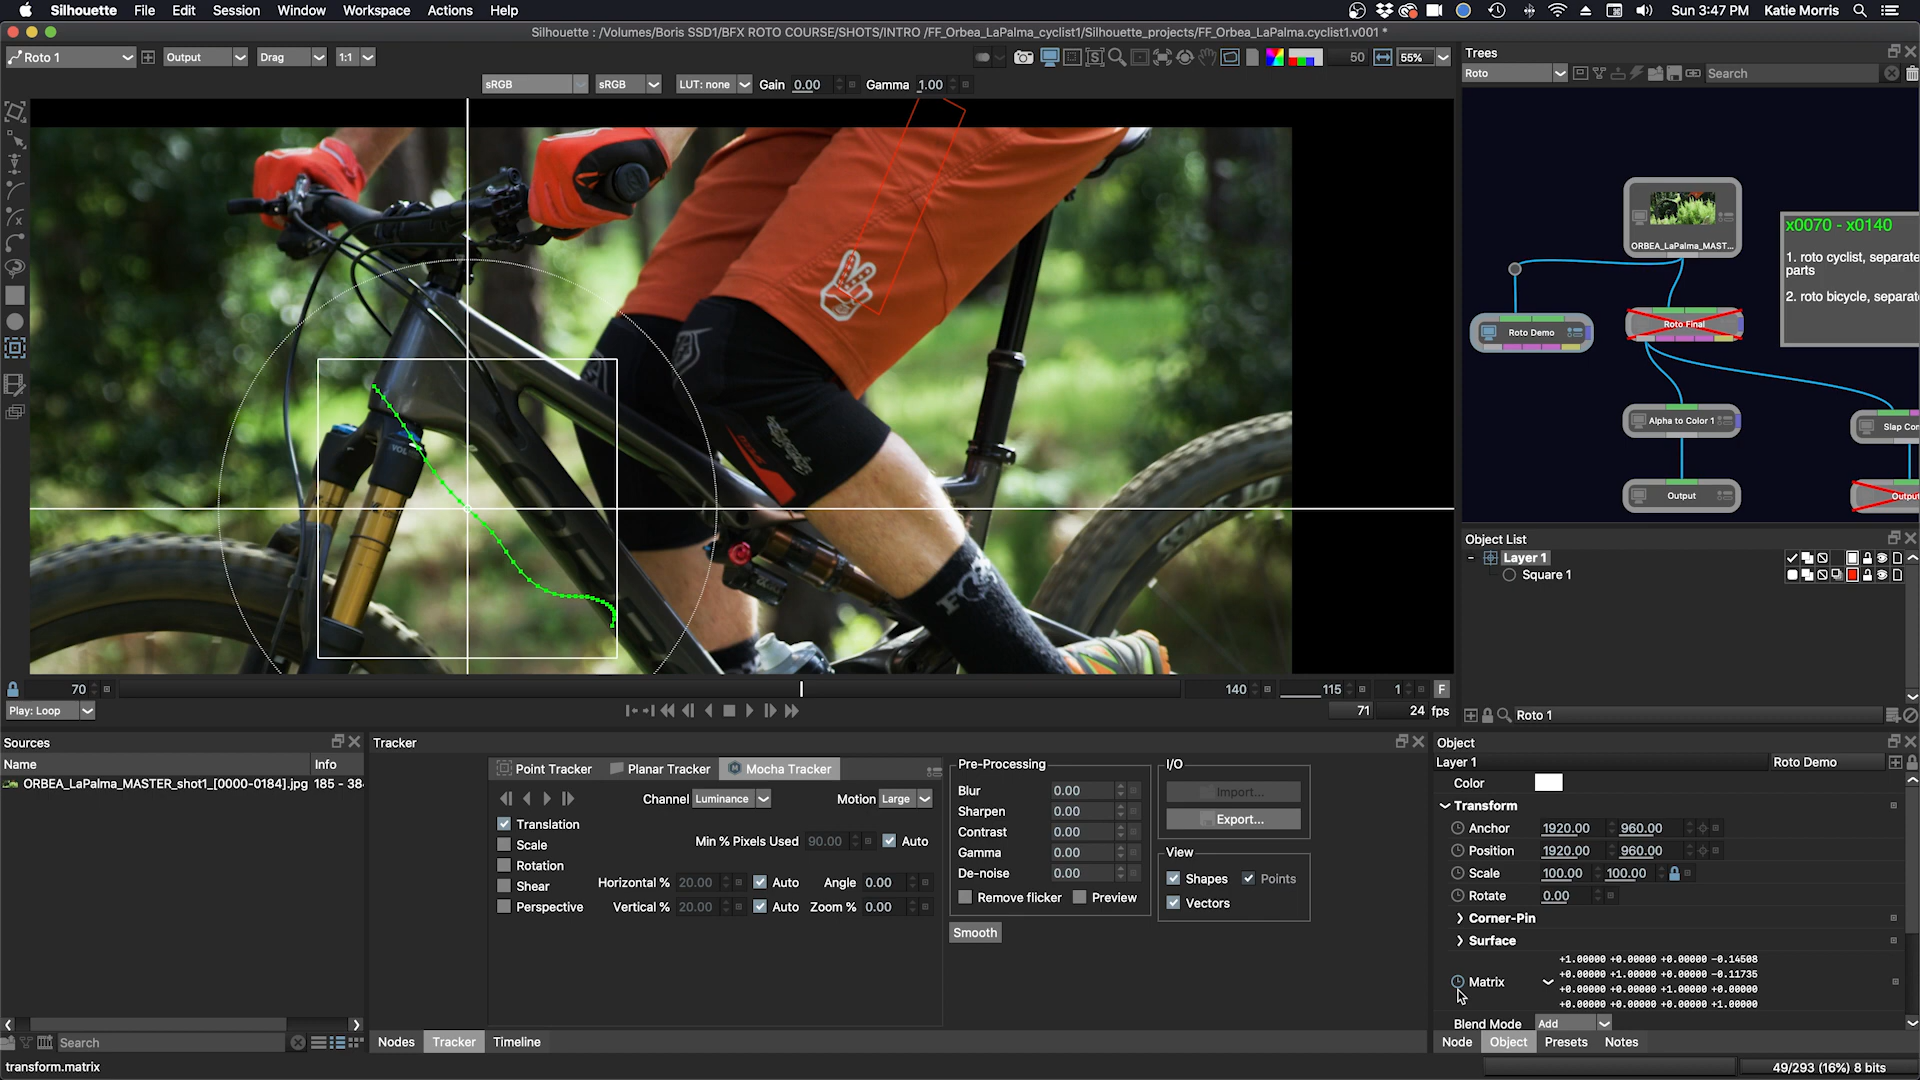 Silhouette File Edit Session Window Workspace Actions Help Sun 3:47 PM Katie Morris
Silhouette : /Volumes/Boris SSD1/BFX ROTO COURSE/SHOTS/INTRO /FF_Orbea_LaPalma_cyclist1/Silhouette_projects/FF_Orbea_LaPalma.cyclist1.v001 *
Roto 1 Output Drag 1:1 50 55%
sRGB sRGB LUT: none Gain 0.00 Gamma 1.00
Trees
Roto Search
ORBEA_LaPalma_MAST...
x0070 - x0140
1. roto cyclist, separate
parts
2. roto bicycle, separat
Roto Demo
Roto Final
Alpha to Color 1
Slap Con
Output
Output
VOL
FOX
Object List
Layer 1
Square 1
Roto 1
70 140 115 1 F
Play: Loop 71 24 fps
Sources
Name Info
ORBEA_LaPalma_MASTER_shot1_[0000-0184].jpg 185 - 38
Search
Tracker
Point Tracker Planar Tracker Mocha Tracker
Channel Luminance Motion Large
Translation
Scale
Rotation
Shear
Perspective
Min % Pixels Used 90.00 Auto
Horizontal % 20.00 Auto Angle 0.00
Vertical % 20.00 Auto Zoom % 0.00
Pre-Processing
Blur 0.00
Sharpen 0.00
Contrast 0.00
Gamma 0.00
De-noise 0.00
Remove flicker Preview
Smooth
I/O
Import...
Export...
View
Shapes Points
Vectors
Nodes Tracker Timeline
Object
Layer 1 Roto Demo
Color
Transform
Anchor 1920.00 960.00
Position 1920.00 960.00
Scale 100.00 100.00
Rotate 0.00
Corner-Pin
Surface
Matrix
+1.00000 +0.00000 +0.00000 -0.14508
+0.00000 +1.00000 +0.00000 -0.11735
+0.00000 +0.00000 +1.00000 +0.00000
+0.00000 +0.00000 +0.00000 +1.00000
Blend Mode Add
Node Object Presets Notes
transform.matrix
49/293 (16%) 8 bits